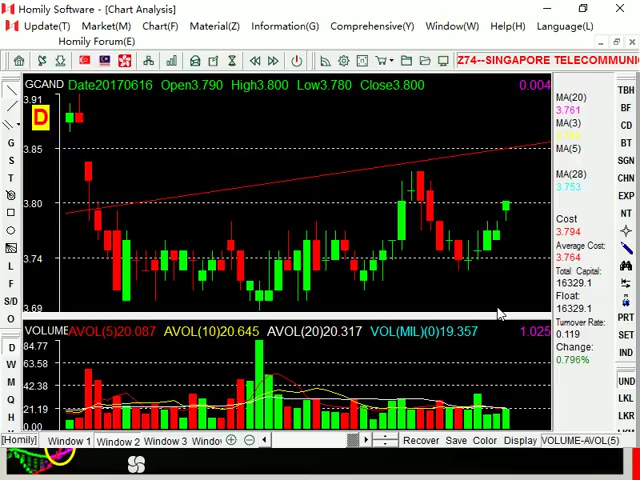 Homily Software - [Chart Analysis]
Update(T) Market(M) Chart(F) Material(Z) Information(G) Comprehensive(Y) Window(W) Help(H) Language(L)
Homily Forum(E)
Z74--SINGAPORE TELECOMMUNI
GCAND Date20170616 Open3.790 High3.800 Low3.780 Close3.800 0.004
3.91
D
3.85
3.80
3.74
3.69
MA(20)
3.761
MA(3)
MA(5)
MA(28)
3.753
Cost
3.794
Average Cost:
3.764
Total Capital:
16329.1
Float:
16329.1
Turnover Rate:
0.119
Change:
0.796%
VOLUME AVOL(5)20.087 AVOL(10)20.645 AVOL(20)20.317 VOL(MIL)(0)19.357 1.025
84.77
63.58
42.38
21.19
0.00
G
S
T
L
F
S/D
O
D
W
M
Q
H
TBH
BF
CD
BT
SGN
CHN
EXP
NT
PRT
SET
IND
UND
LKL
LKR
[Homily] Window 1 Window 2 Window 3 Windo Recover Save Color Display VOLUME-AVOL(5)